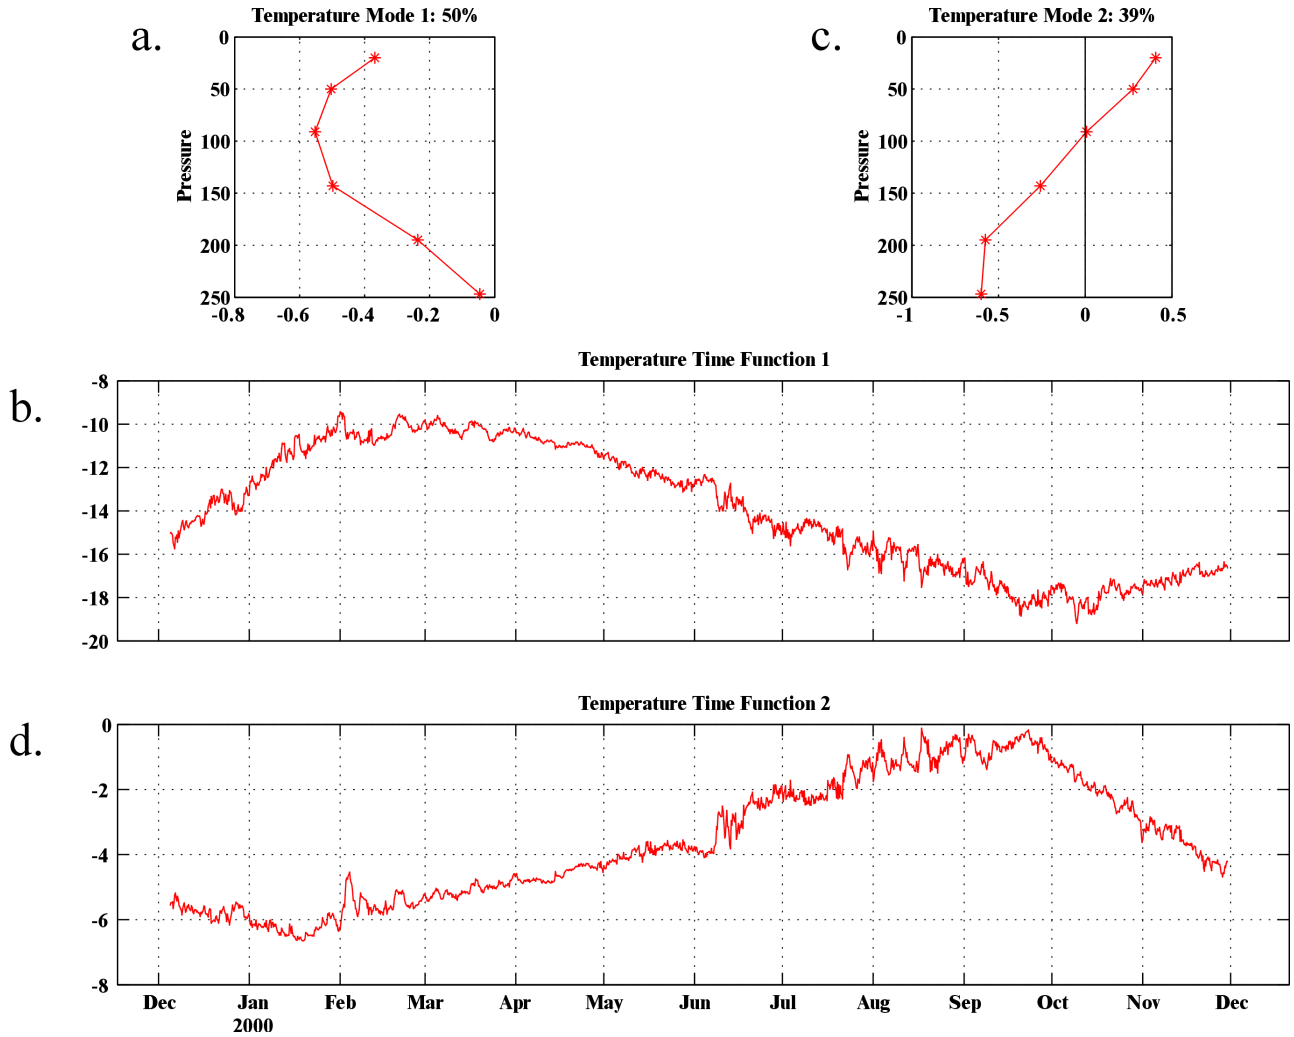 a.
Temperature Mode 1: 50%
Pressure
0
50
100
150
200
250
-0.8 -0.6 -0.4 -0.2 0
c.
Temperature Mode 2: 39%
Pressure
0
50
100
150
200
250
-1 -0.5 0 0.5
b.
Temperature Time Function 1
-8
-10
-12
-14
-16
-18
-20
d.
Temperature Time Function 2
0
-2
-4
-6
-8
Dec Jan Feb Mar Apr May Jun Jul Aug Sep Oct Nov Dec
2000